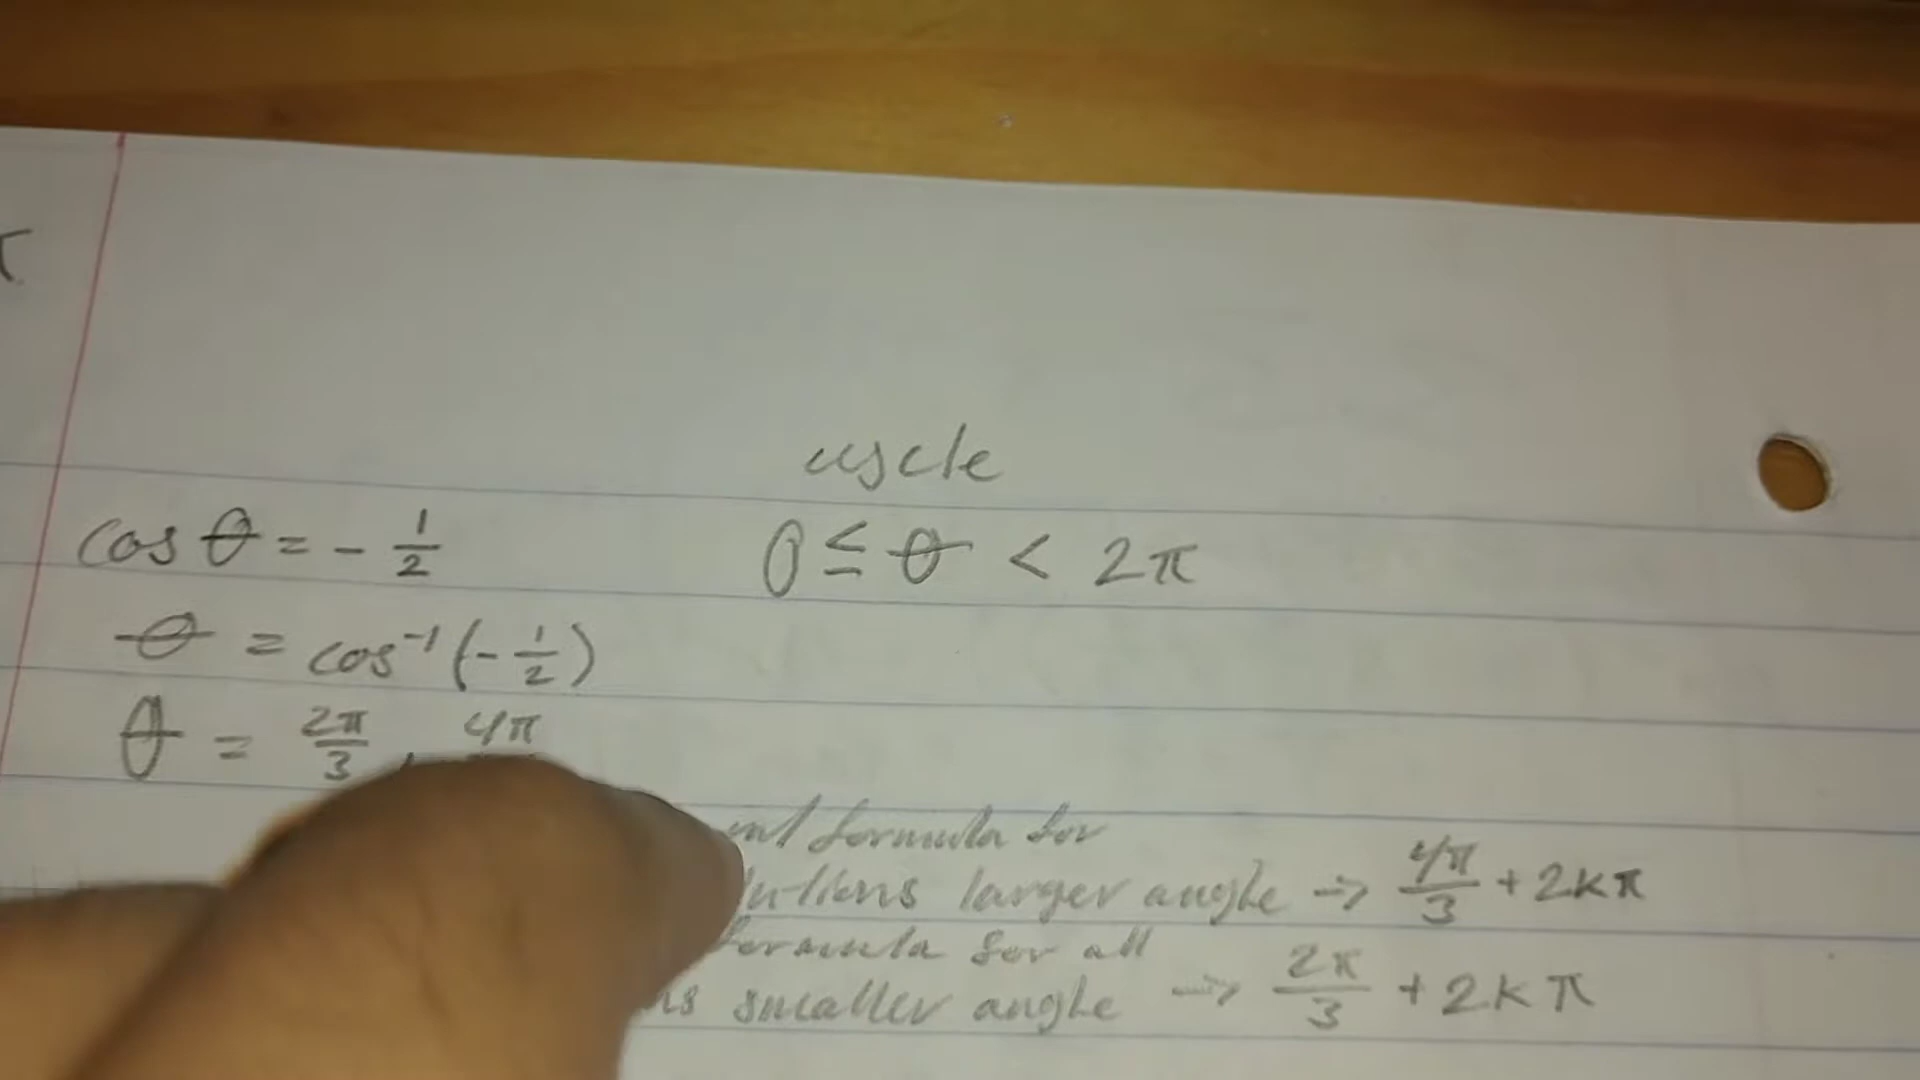 cycle
cos θ = - 1/2 0 ≤ θ < 2π
θ = cos⁻¹(- 1/2)
θ = 2π/3, 4π
formula for
larger angle → 4π/3 + 2kπ
formula for all
smaller angle → 2π/3 + 2kπ